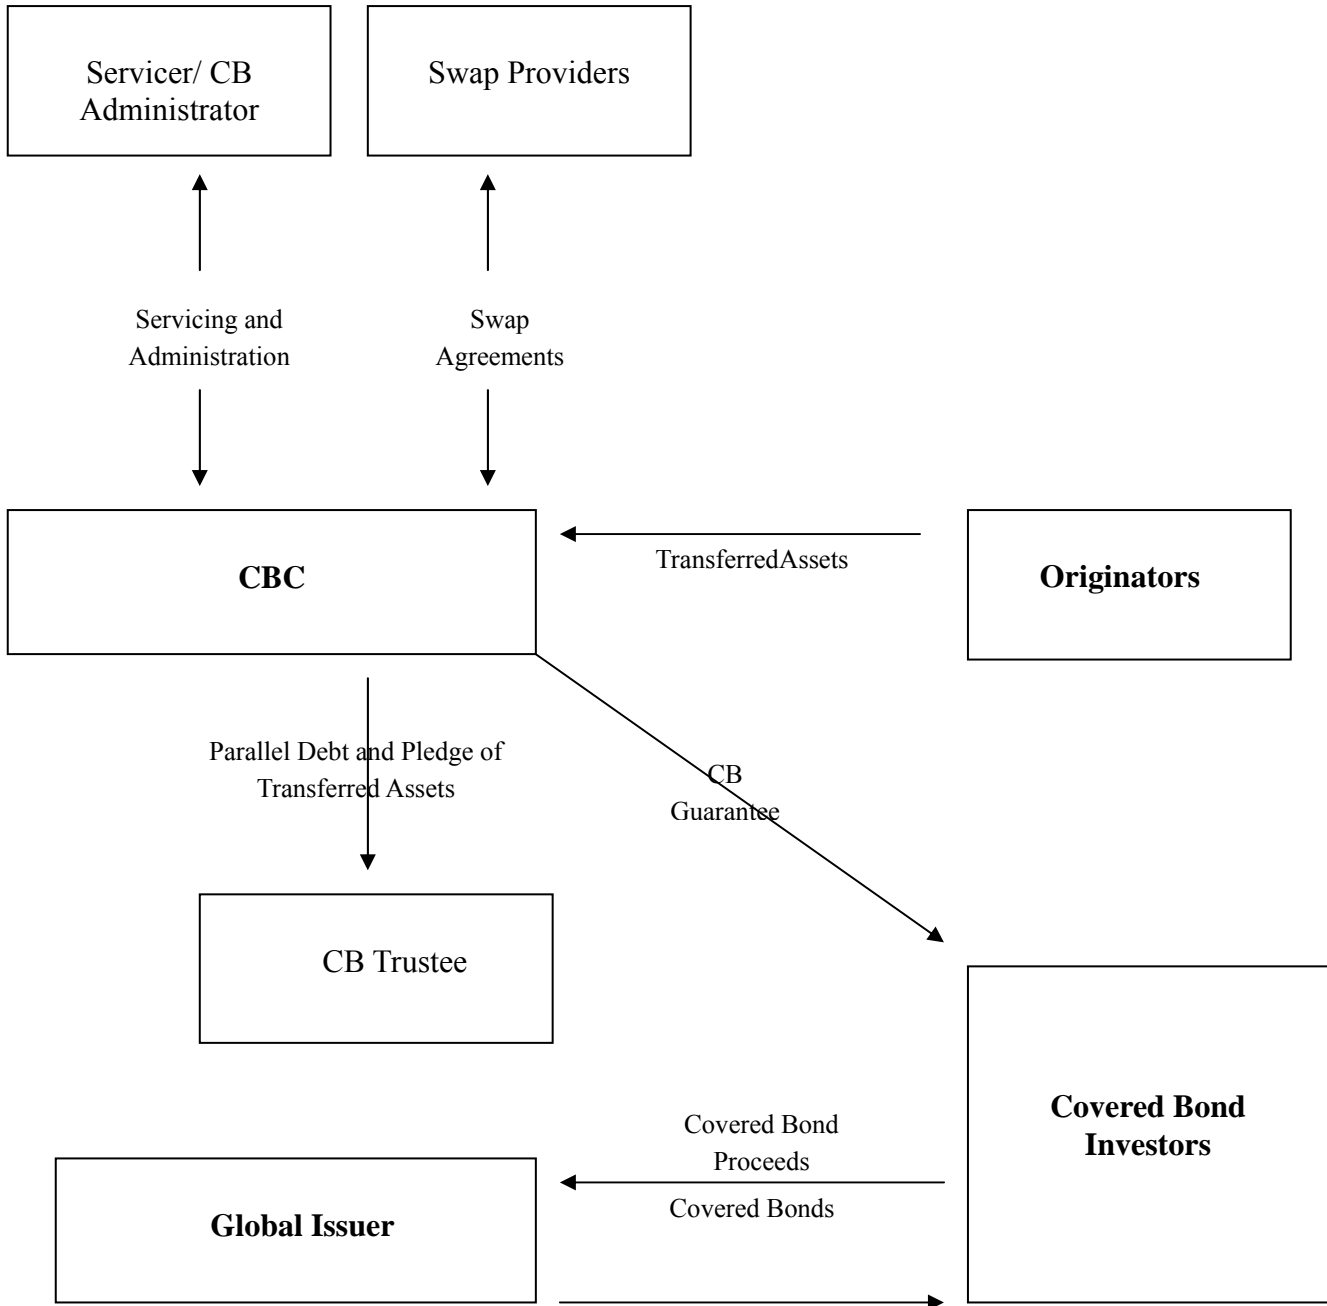 Servicer/ CB
Administrator
Swap Providers
Servicing and
Administration
Swap
Agreements
CBC
TransferredAssets
Originators
Parallel Debt and Pledge of
Transferred Assets
CB
Guarantee
CB Trustee
Covered Bond
Investors
Covered Bond
Proceeds
Covered Bonds
Global Issuer